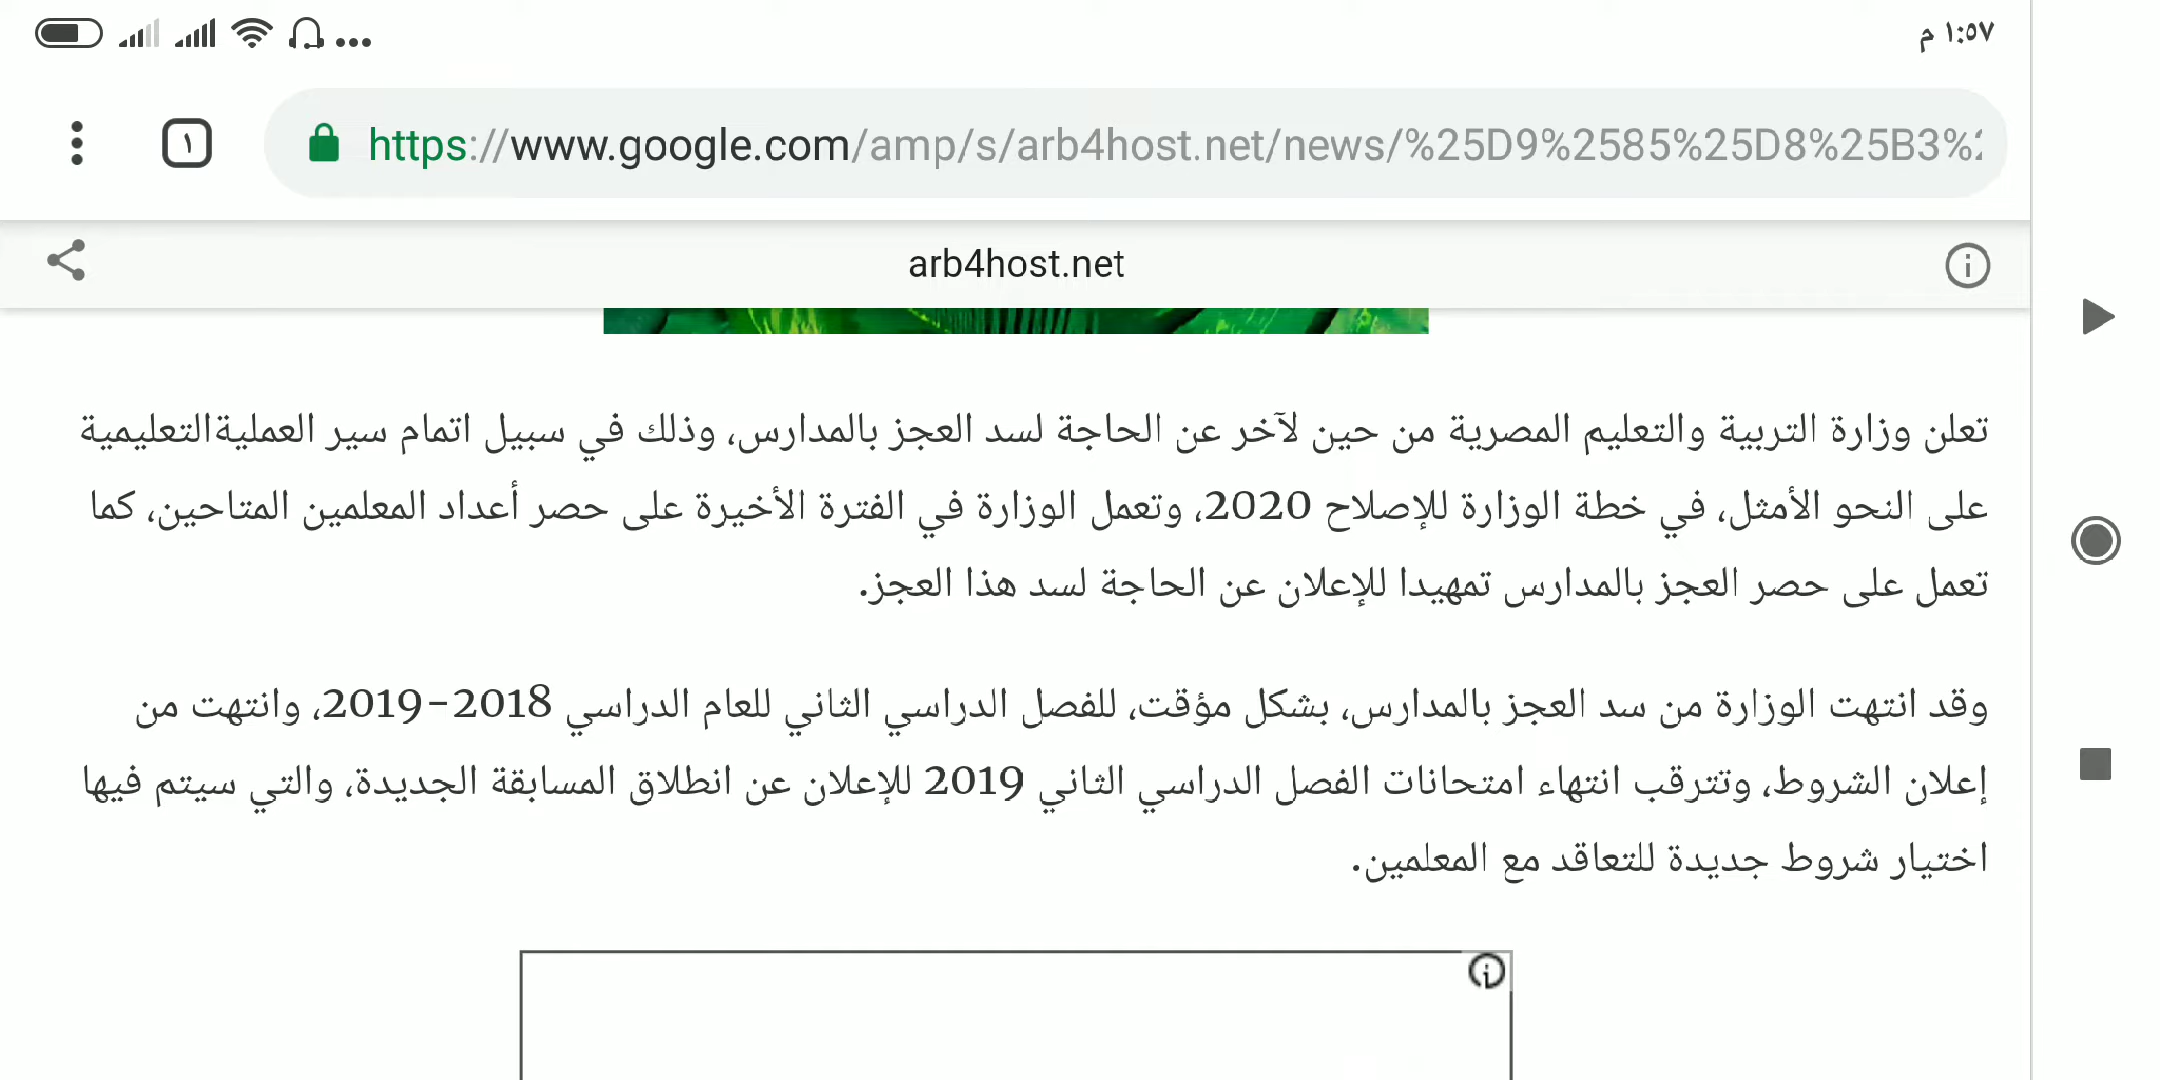 ١:٥٧ م
١
https://www.google.com/amp/s/arb4host.net/news/%25D9%2585%25D8%25B3%2
arb4host.net
تعلن وزارة التربية والتعليم المصرية من حين لآخر عن الحاجة لسد العجز بالمدارس، وذلك في سبيل اتمام سير العملية التعليمية
على النحو الأمثل، في خطة الوزارة للإصلاح 2020، وتعمل الوزارة في الفترة الأخيرة على حصر أعداد المعلمين المتاحين، كما
تعمل على حصر العجز بالمدارس تمهيدا للإعلان عن الحاجة لسد هذا العجز.
وقد انتهت الوزارة من سد العجز بالمدارس، بشكل مؤقت، للفصل الدراسي الثاني للعام الدراسي 2018-2019، وانتهت من
إعلان الشروط، وتترقب انتهاء امتحانات الفصل الدراسي الثاني 2019 للإعلان عن انطلاق المسابقة الجديدة، والتي سيتم فيها
اختيار شروط جديدة للتعاقد مع المعلمين.